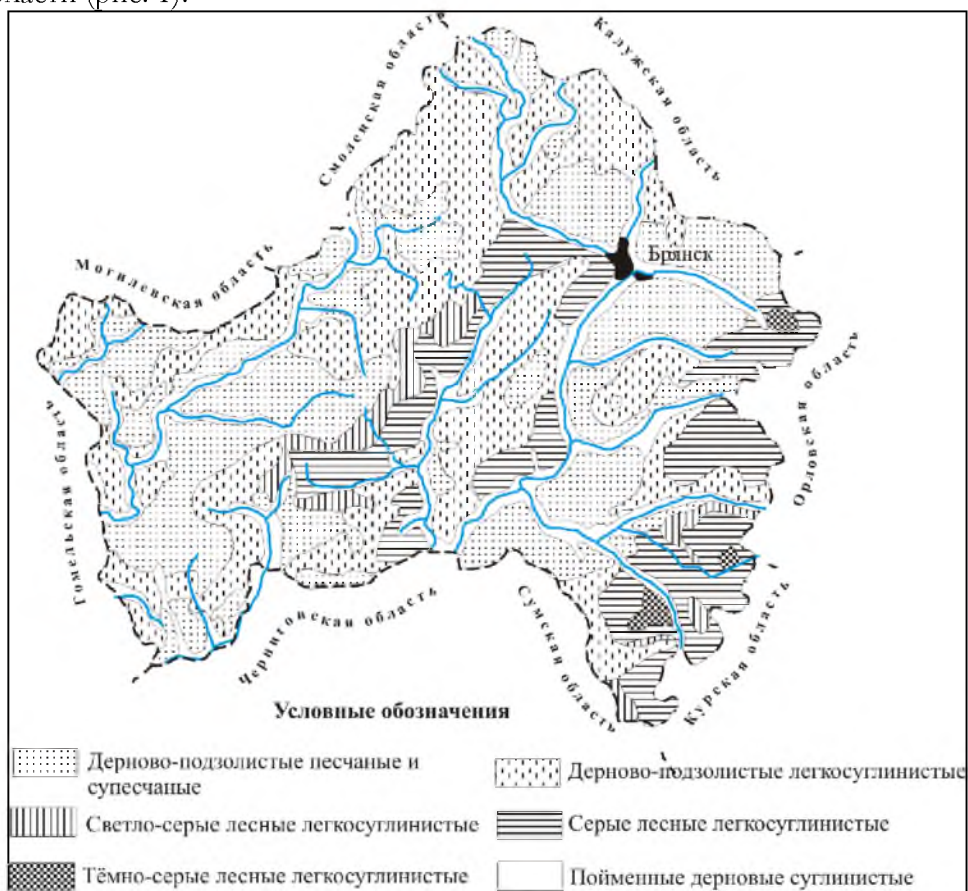 (рис. 1).
Смоленская область
Калужская область
Брянск
Могилевская область
Орловская область
Гомельская область
Черниговская область
Сумская область
Курская область
Условные обозначения
Дерново-подзолистые песчаные и
супесчаные
Дерново-подзолистые легкосуглинистые
Светло-серые лесные легкосуглинистые
Серые лесные легкосуглинистые
Тёмно-серые лесные легкосуглинистые
Пойменные дерновые суглинистые